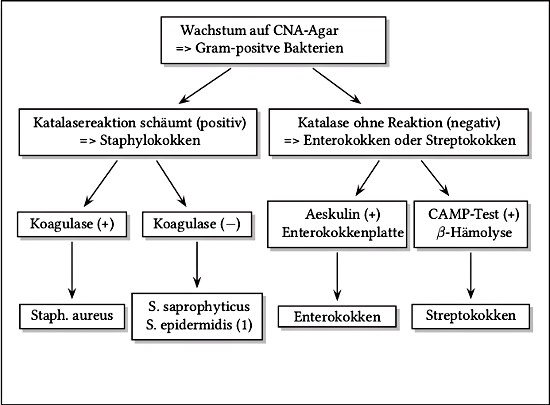 Wachstum auf CNA-Agar
=> Gram-positve Bakterien
Katalasereaktion schäumt (positiv)
=> Staphylokokken
Katalase ohne Reaktion (negativ)
=> Enterokokken oder Streptokokken
Koagulase (+)
Koagulase (−)
Aeskulin (+)
Enterokokkenplatte
CAMP-Test (+)
β-Hämolyse
Staph. aureus
S. saprophyticus
S. epidermidis (1)
Enterokokken
Streptokokken